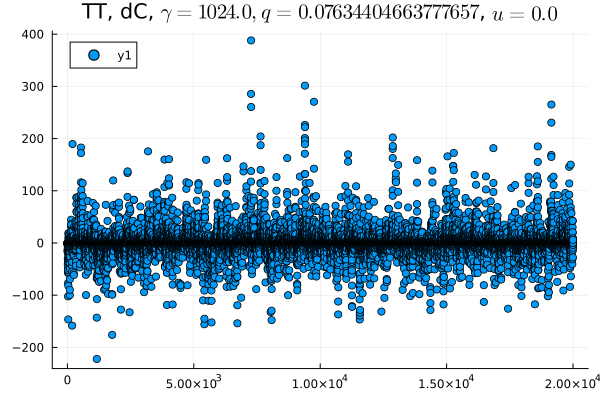 TT, dC, γ = 1024.0, q = 0.07634404663777657, u = 0.0
y1
400
300
200
100
0
−100
−200
0 5.00×10³ 1.00×10⁴ 1.50×10⁴ 2.00×10⁴